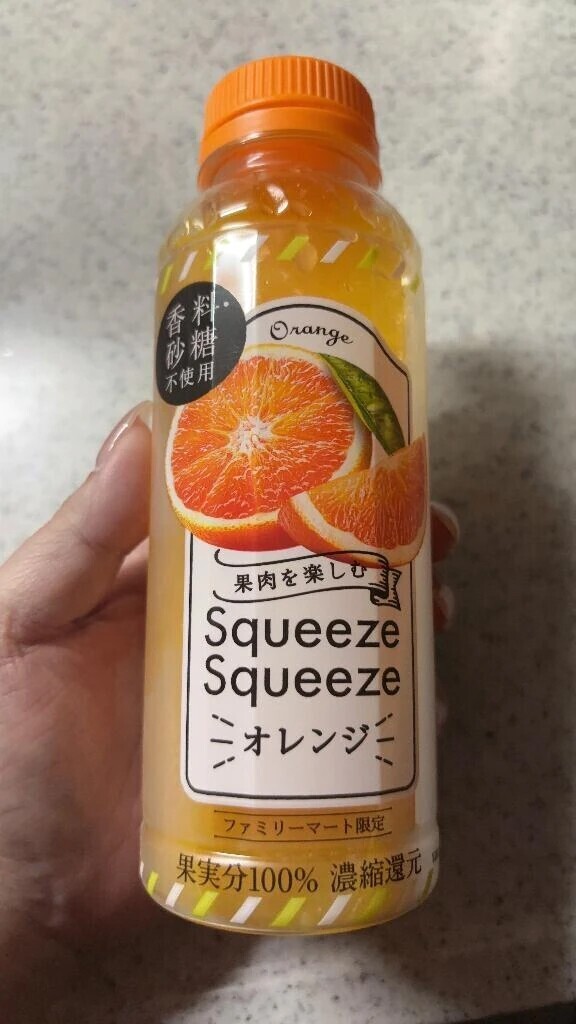 香料・
砂糖
不使用
Orange
果肉を楽しむ
Squeeze
Squeeze
オレンジ
ファミリーマート限定
果実分100% 濃縮還元